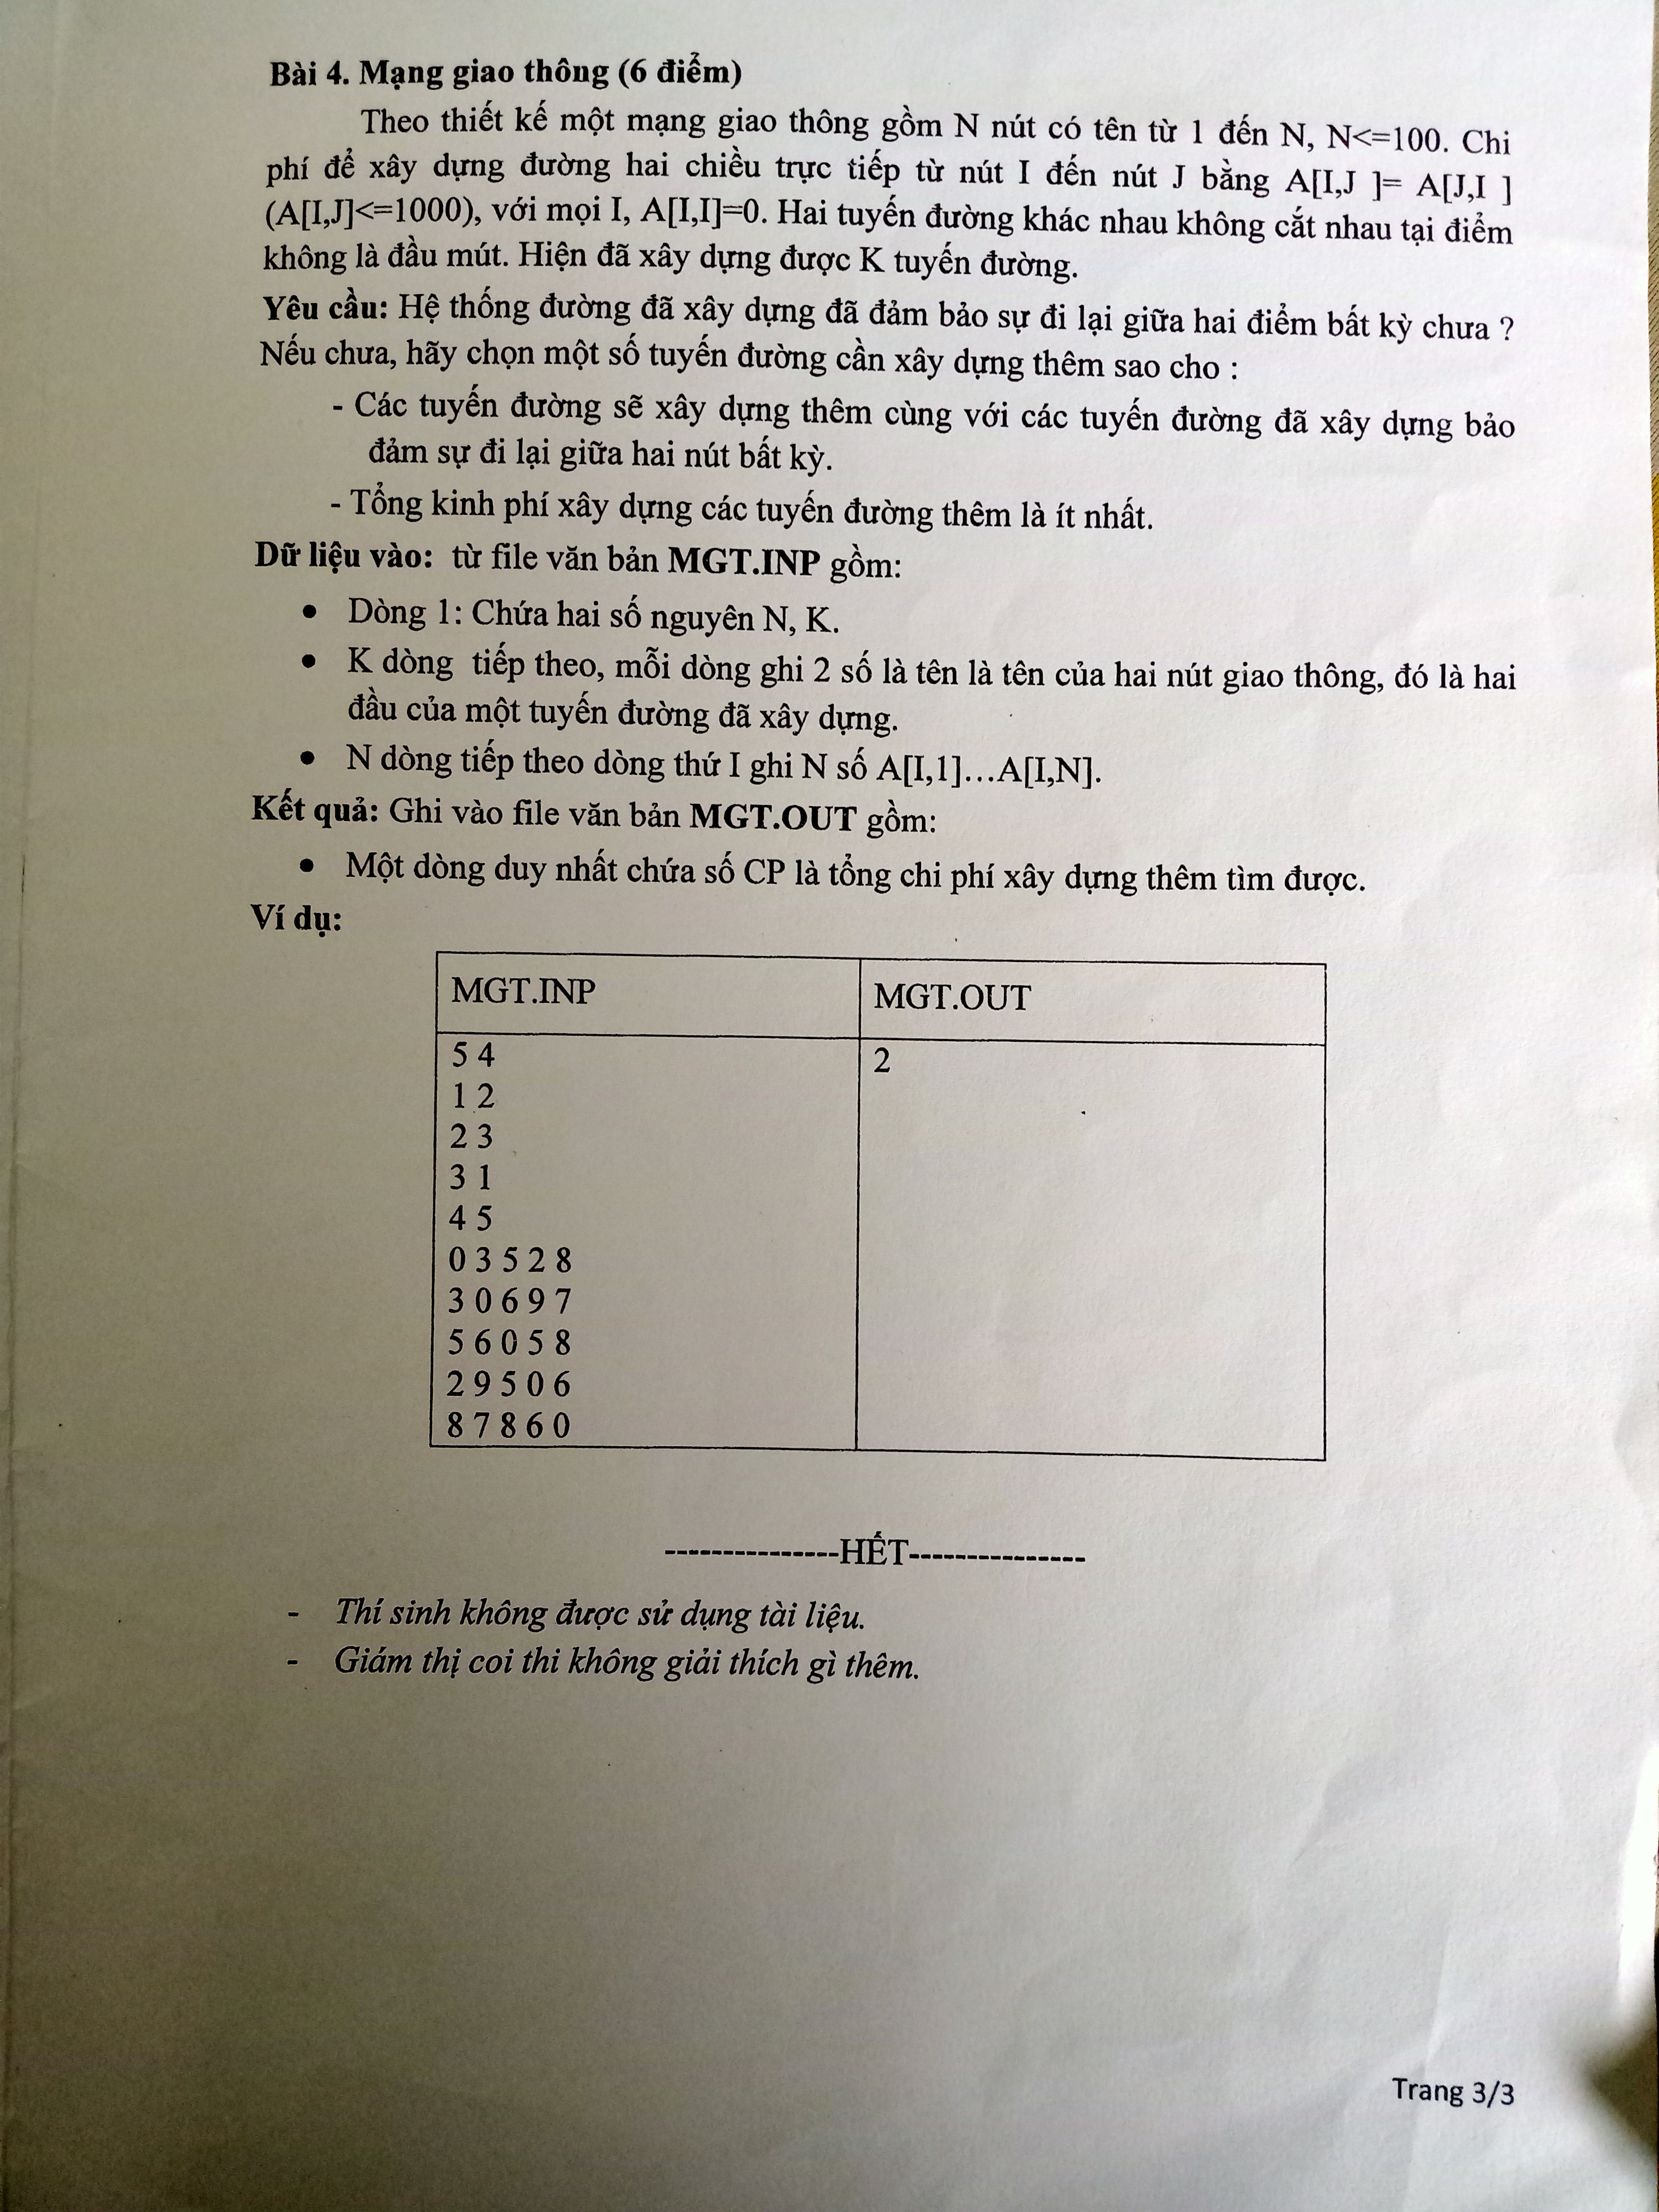 Bài 4. Mạng giao thông (6 điểm)
Theo thiết kế một mạng giao thông gồm N nút có tên từ 1 đến N, N<=100. Chi
phí để xây dựng đường hai chiều trực tiếp từ nút I đến nút J bằng A[I,J ]= A[J,I ]
(A[I,J]<=1000), với mọi I, A[I,I]=0. Hai tuyến đường khác nhau không cắt nhau tại điểm
không là đầu mút. Hiện đã xây dựng được K tuyến đường.
Yêu cầu: Hệ thống đường đã xây dựng đã đảm bảo sự đi lại giữa hai điểm bất kỳ chưa ?
Nếu chưa, hãy chọn một số tuyến đường cần xây dựng thêm sao cho :
- Các tuyến đường sẽ xây dựng thêm cùng với các tuyến đường đã xây dựng bảo
đảm sự đi lại giữa hai nút bất kỳ.
- Tổng kinh phí xây dựng các tuyến đường thêm là ít nhất.
Dữ liệu vào: từ file văn bản MGT.INP gồm:
• Dòng 1: Chứa hai số nguyên N, K.
• K dòng tiếp theo, mỗi dòng ghi 2 số là tên là tên của hai nút giao thông, đó là hai
đầu của một tuyến đường đã xây dựng.
• N dòng tiếp theo dòng thứ I ghi N số A[I,1]...A[I,N].
Kết quả: Ghi vào file văn bản MGT.OUT gồm:
• Một dòng duy nhất chứa số CP là tổng chi phí xây dựng thêm tìm được.
Ví dụ:
MGT.INP MGT.OUT
5 4 2
1 2
2 3
3 1
4 5
0 3 5 2 8
3 0 6 9 7
5 6 0 5 8
2 9 5 0 6
8 7 8 6 0
---------------HẾT---------------
- Thí sinh không được sử dụng tài liệu.
- Giám thị coi thi không giải thích gì thêm.
Trang 3/3